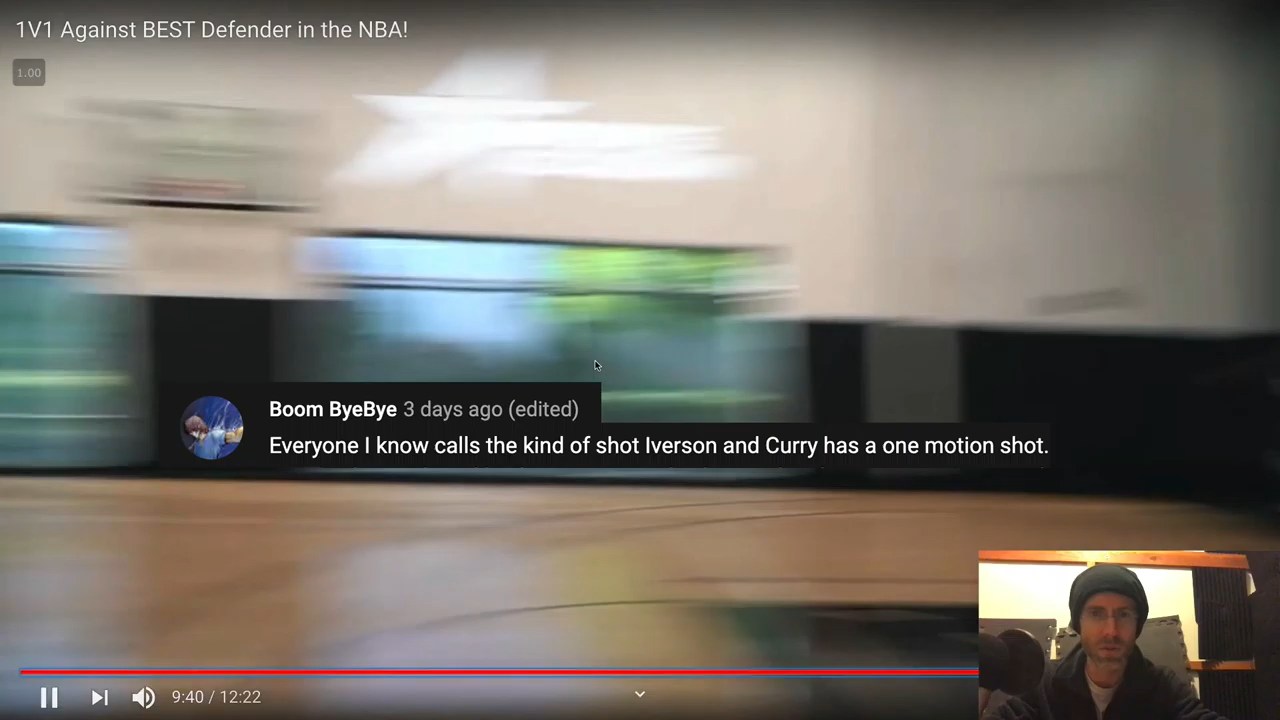 1V1 Against BEST Defender in the NBA!
1.00
Boom ByeBye 3 days ago (edited)
Everyone I know calls the kind of shot Iverson and Curry has a one motion shot.
9:40 / 12:22